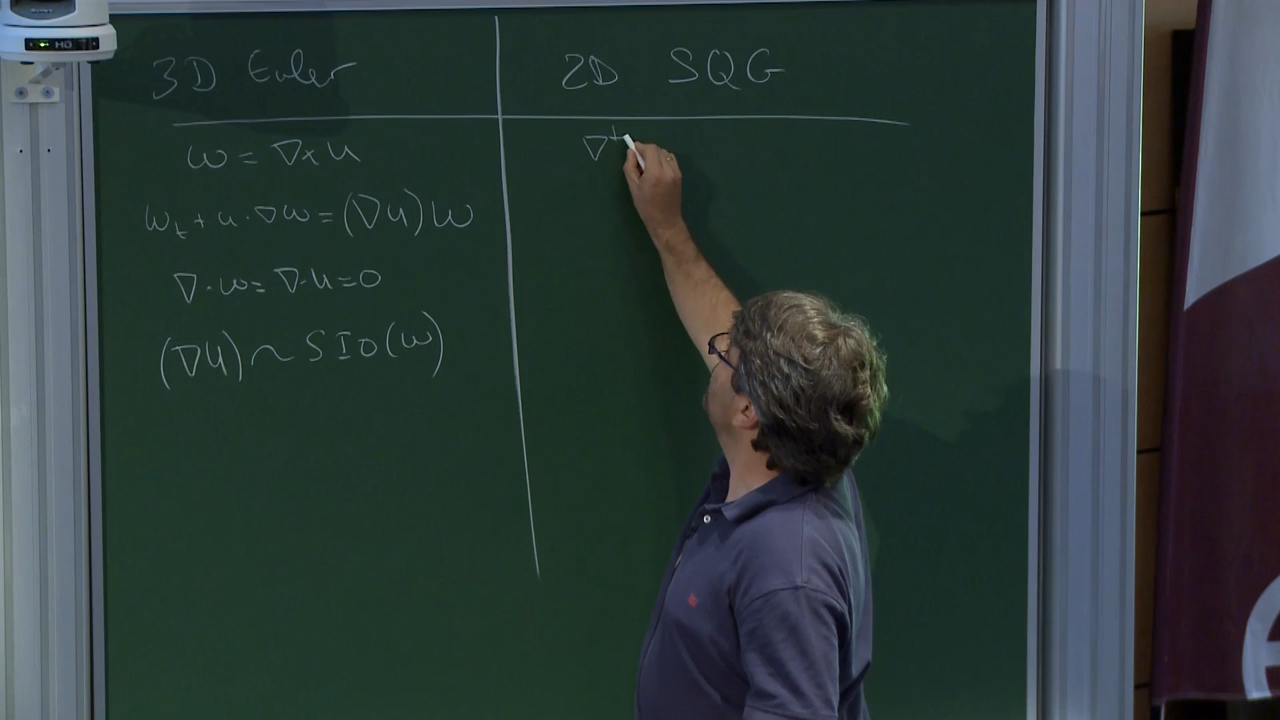 3D Euler
ω = ∇×u
ω_t + u·∇ω = (∇u)ω
∇·ω = ∇·u = 0
(∇u) ~ SIO(ω)
2D SQG
∇⊥